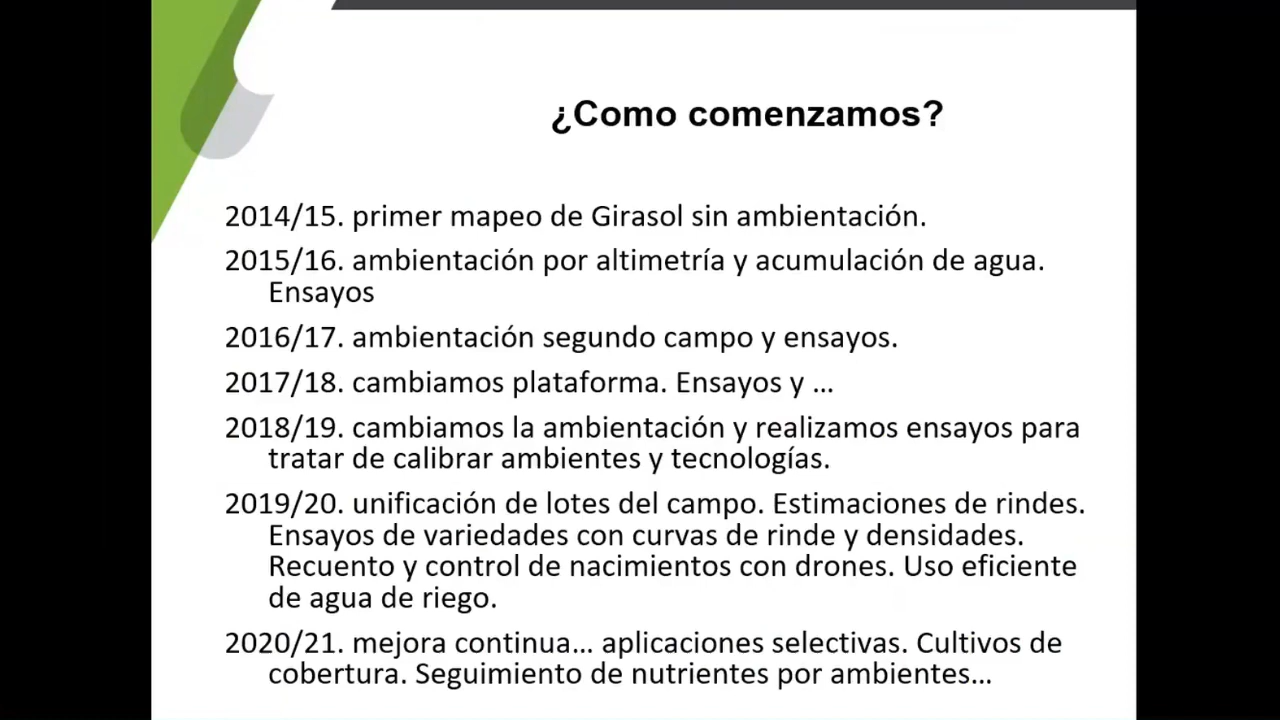 ¿Como comenzamos?
2014/15. primer mapeo de Girasol sin ambientación.
2015/16. ambientación por altimetría y acumulación de agua.
Ensayos
2016/17. ambientación segundo campo y ensayos.
2017/18. cambiamos plataforma. Ensayos y ...
2018/19. cambiamos la ambientación y realizamos ensayos para
tratar de calibrar ambientes y tecnologías.
2019/20. unificación de lotes del campo. Estimaciones de rindes.
Ensayos de variedades con curvas de rinde y densidades.
Recuento y control de nacimientos con drones. Uso eficiente
de agua de riego.
2020/21. mejora continua... aplicaciones selectivas. Cultivos de
cobertura. Seguimiento de nutrientes por ambientes...